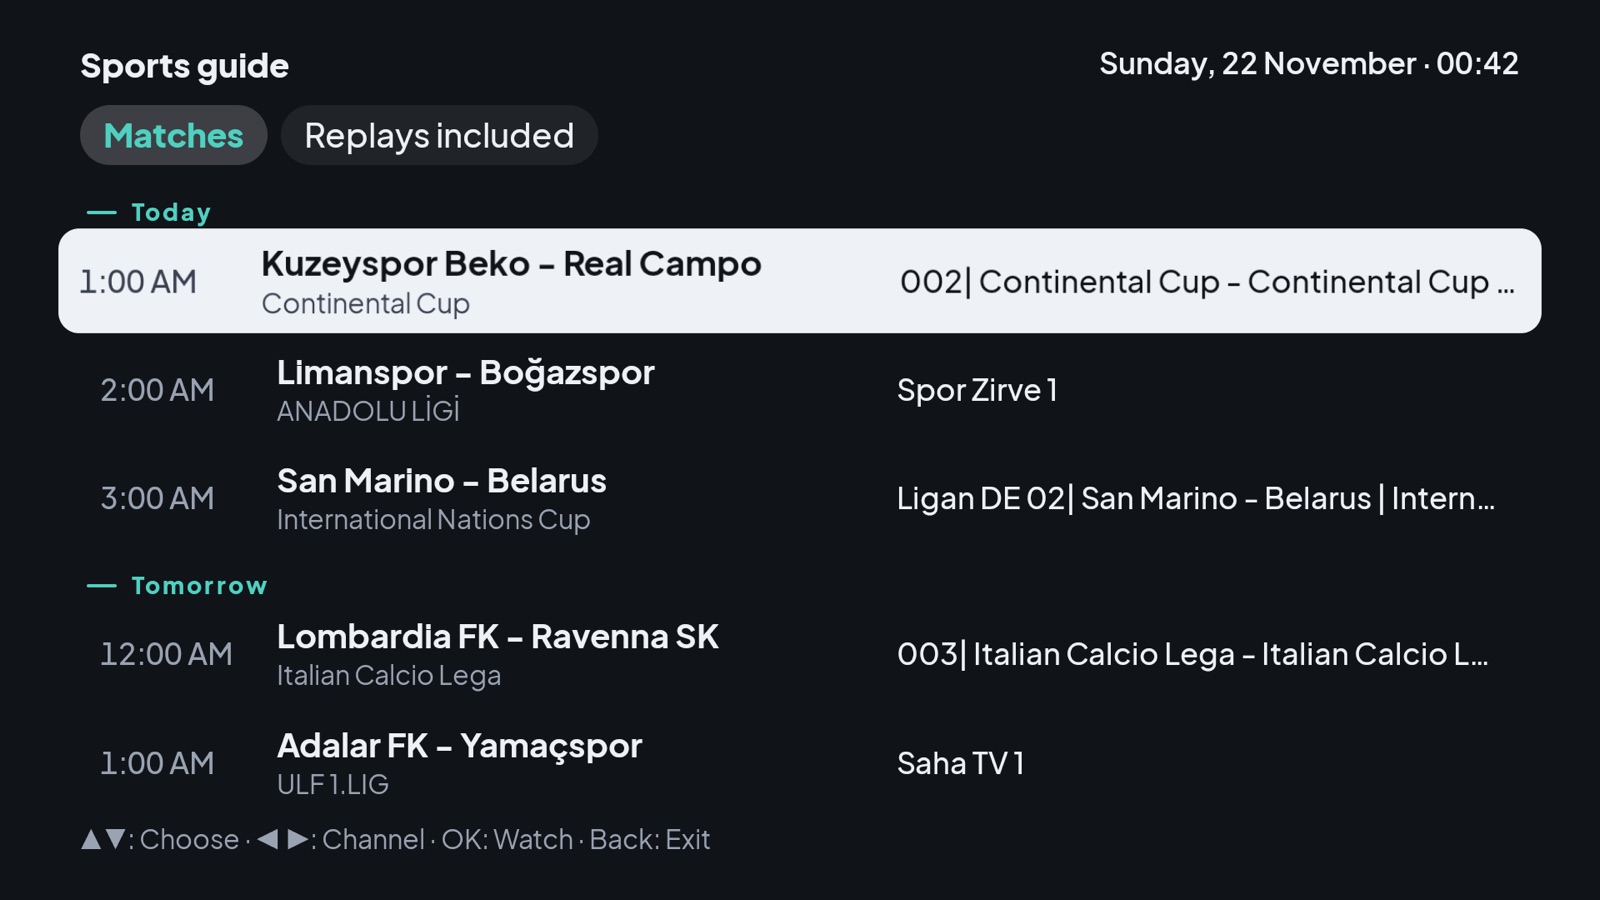 Sports guide
Sunday, 22 November · 00:42
Matches
Replays included
— Today
1:00 AM
Kuzeyspor Beko – Real Campo
Continental Cup
002| Continental Cup – Continental Cup ...
2:00 AM
Limanspor – Boğazspor
ANADOLU LİGİ
Spor Zirve 1
3:00 AM
San Marino – Belarus
International Nations Cup
Ligan DE 02| San Marino – Belarus | Intern...
— Tomorrow
12:00 AM
Lombardia FK – Ravenna SK
Italian Calcio Lega
003| Italian Calcio Lega – Italian Calcio L...
1:00 AM
Adalar FK – Yamaçspor
ULF 1.LIG
Saha TV 1
▲▼: Choose · ◀ ▶: Channel · OK: Watch · Back: Exit